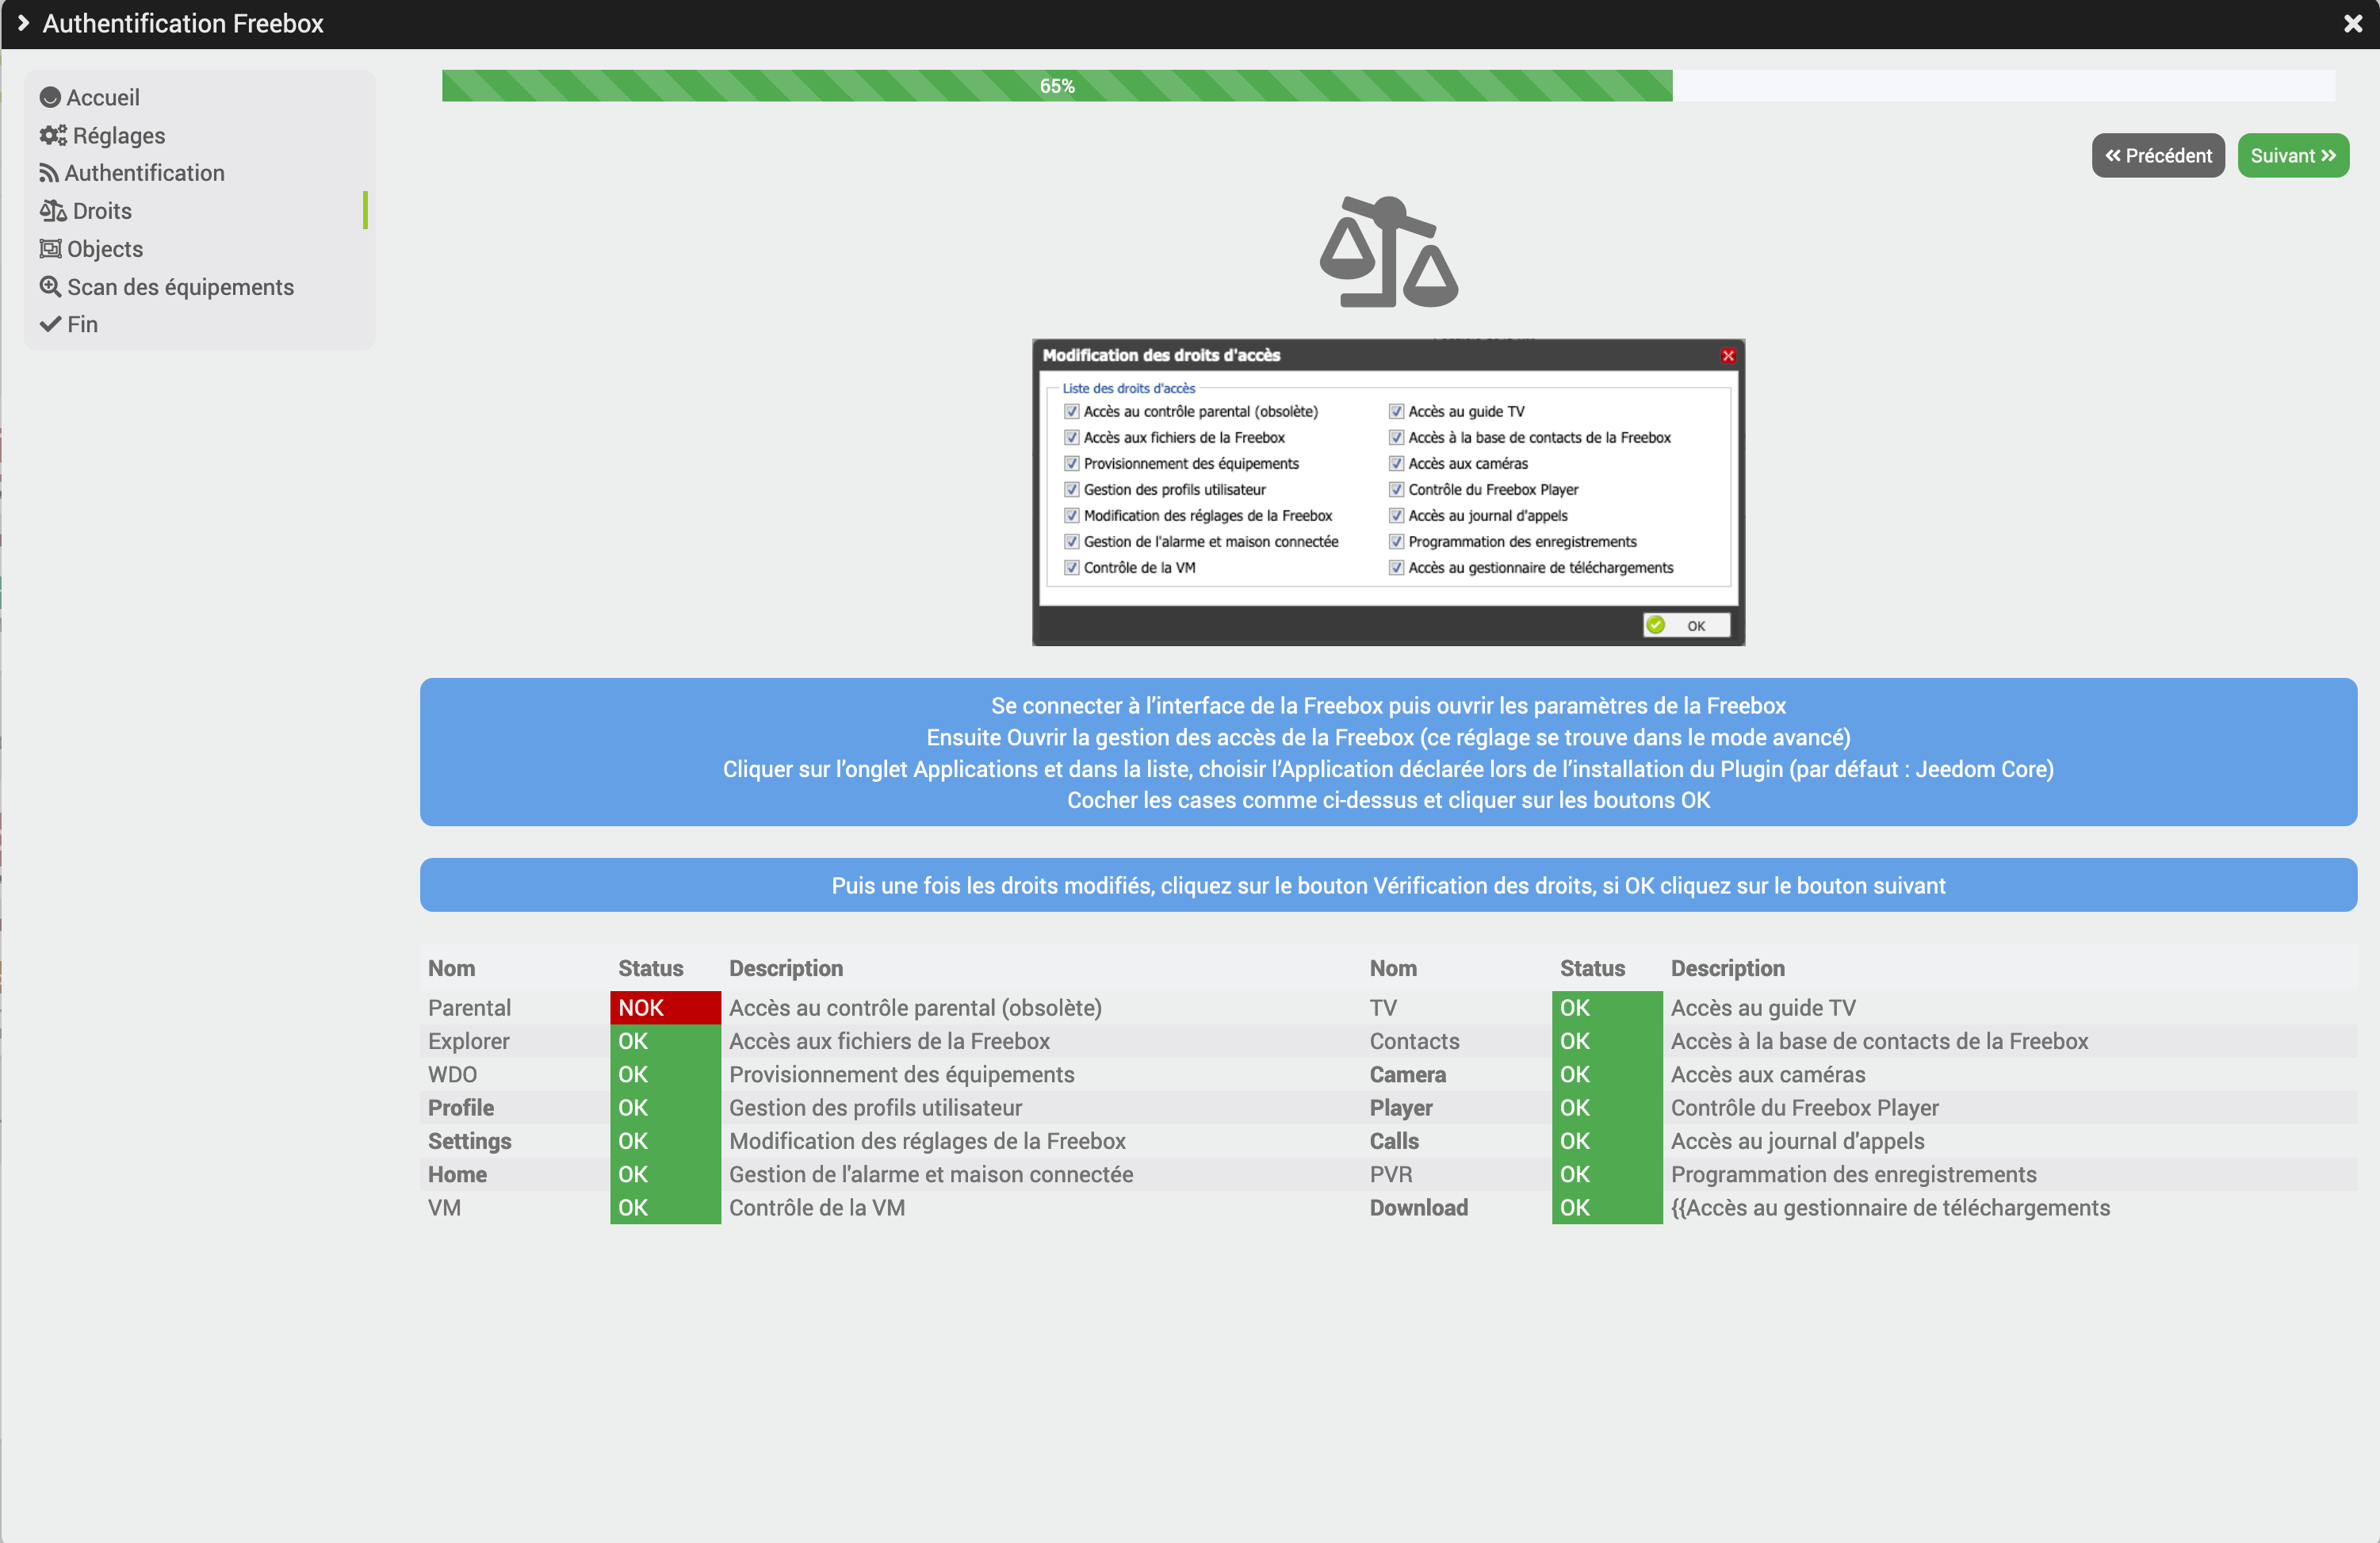 Authentification Freebox
Accueil
Réglages
Authentification
Droits
Objects
Scan des équipements
Fin
65%
Précédent
Suivant
Modification des droits d'accès
Liste des droits d'accès
Accès au contrôle parental (obsolète)
Accès au guide TV
Accès aux fichiers de la Freebox
Accès à la base de contacts de la Freebox
Provisionnement des équipements
Accès aux caméras
Gestion des profils utilisateur
Contrôle du Freebox Player
Modification des réglages de la Freebox
Accès au journal d'appels
Gestion de l'alarme et maison connectée
Programmation des enregistrements
Contrôle de la VM
Accès au gestionnaire de téléchargements
OK
Se connecter à l’interface de la Freebox puis ouvrir les paramètres de la Freebox
Ensuite Ouvrir la gestion des accès de la Freebox (ce réglage se trouve dans le mode avancé)
Cliquer sur l’onglet Applications et dans la liste, choisir l’Application déclarée lors de l’installation du Plugin (par défaut : Jeedom Core)
Cocher les cases comme ci-dessus et cliquer sur les boutons OK
Puis une fois les droits modifiés, cliquez sur le bouton Vérification des droits, si OK cliquez sur le bouton suivant
Nom Status Description Nom Status Description
Parental NOK Accès au contrôle parental (obsolète) TV OK Accès au guide TV
Explorer OK Accès aux fichiers de la Freebox Contacts OK Accès à la base de contacts de la Freebox
WDO OK Provisionnement des équipements Camera OK Accès aux caméras
Profile OK Gestion des profils utilisateur Player OK Contrôle du Freebox Player
Settings OK Modification des réglages de la Freebox Calls OK Accès au journal d'appels
Home OK Gestion de l'alarme et maison connectée PVR OK Programmation des enregistrements
VM OK Contrôle de la VM Download OK {{Accès au gestionnaire de téléchargements